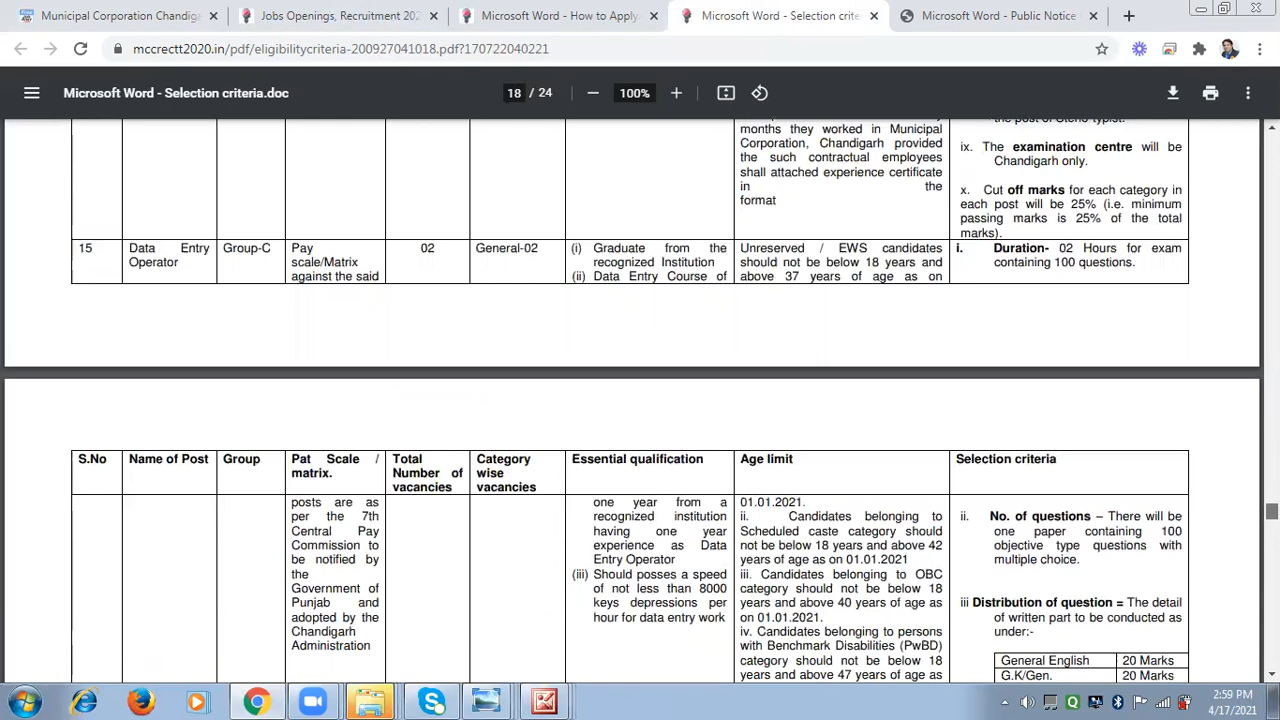 Municipal Corporation Chandiga
Jobs Openings, Recruitment 202
Microsoft Word - How to Apply
Microsoft Word - Selection crite
Microsoft Word - Public Notice
mccrectt2020.in/pdf/eligibilitycriteria-200927041018.pdf?170722040221
Microsoft Word - Selection criteria.doc
18 / 24
100%
months they worked in Municipal
Corporation, Chandigarh provided
the such contractual employees
shall attached experience certificate
in the
format
the post of Steno-typist.
ix. The examination centre will be
Chandigarh only.
x. Cut off marks for each category in
each post will be 25% (i.e. minimum
passing marks is 25% of the total
marks).
15
Data Entry
Operator
Group-C
Pay
scale/Matrix
against the said
02
General-02
(i) Graduate from the
recognized Institution
(ii) Data Entry Course of
Unreserved / EWS candidates
should not be below 18 years and
above 37 years of age as on
i. Duration- 02 Hours for exam
containing 100 questions.
S.No
Name of Post
Group
Pat Scale /
matrix.
Total
Number of
vacancies
Category
wise
vacancies
Essential qualification
Age limit
Selection criteria
posts are as
per the 7th
Central Pay
Commission to
be notified by
the
Government of
Punjab and
adopted by the
Chandigarh
Administration
one year from a
recognized institution
having one year
experience as Data
Entry Operator
(iii) Should posses a speed
of not less than 8000
keys depressions per
hour for data entry work
01.01.2021.
ii. Candidates belonging to
Scheduled caste category should
not be below 18 years and above 42
years of age as on 01.01.2021
iii. Candidates belonging to OBC
category should not be below 18
years and above 40 years of age as
on 01.01.2021.
iv. Candidates belonging to persons
with Benchmark Disabilities (PwBD)
category should not be below 18
years and above 47 years of age as
ii. No. of questions – There will be
one paper containing 100
objective type questions with
multiple choice.
iii Distribution of question = The detail
of written part to be conducted as
under:-
General English 20 Marks
G.K/Gen. 20 Marks
2:59 PM
4/17/2021